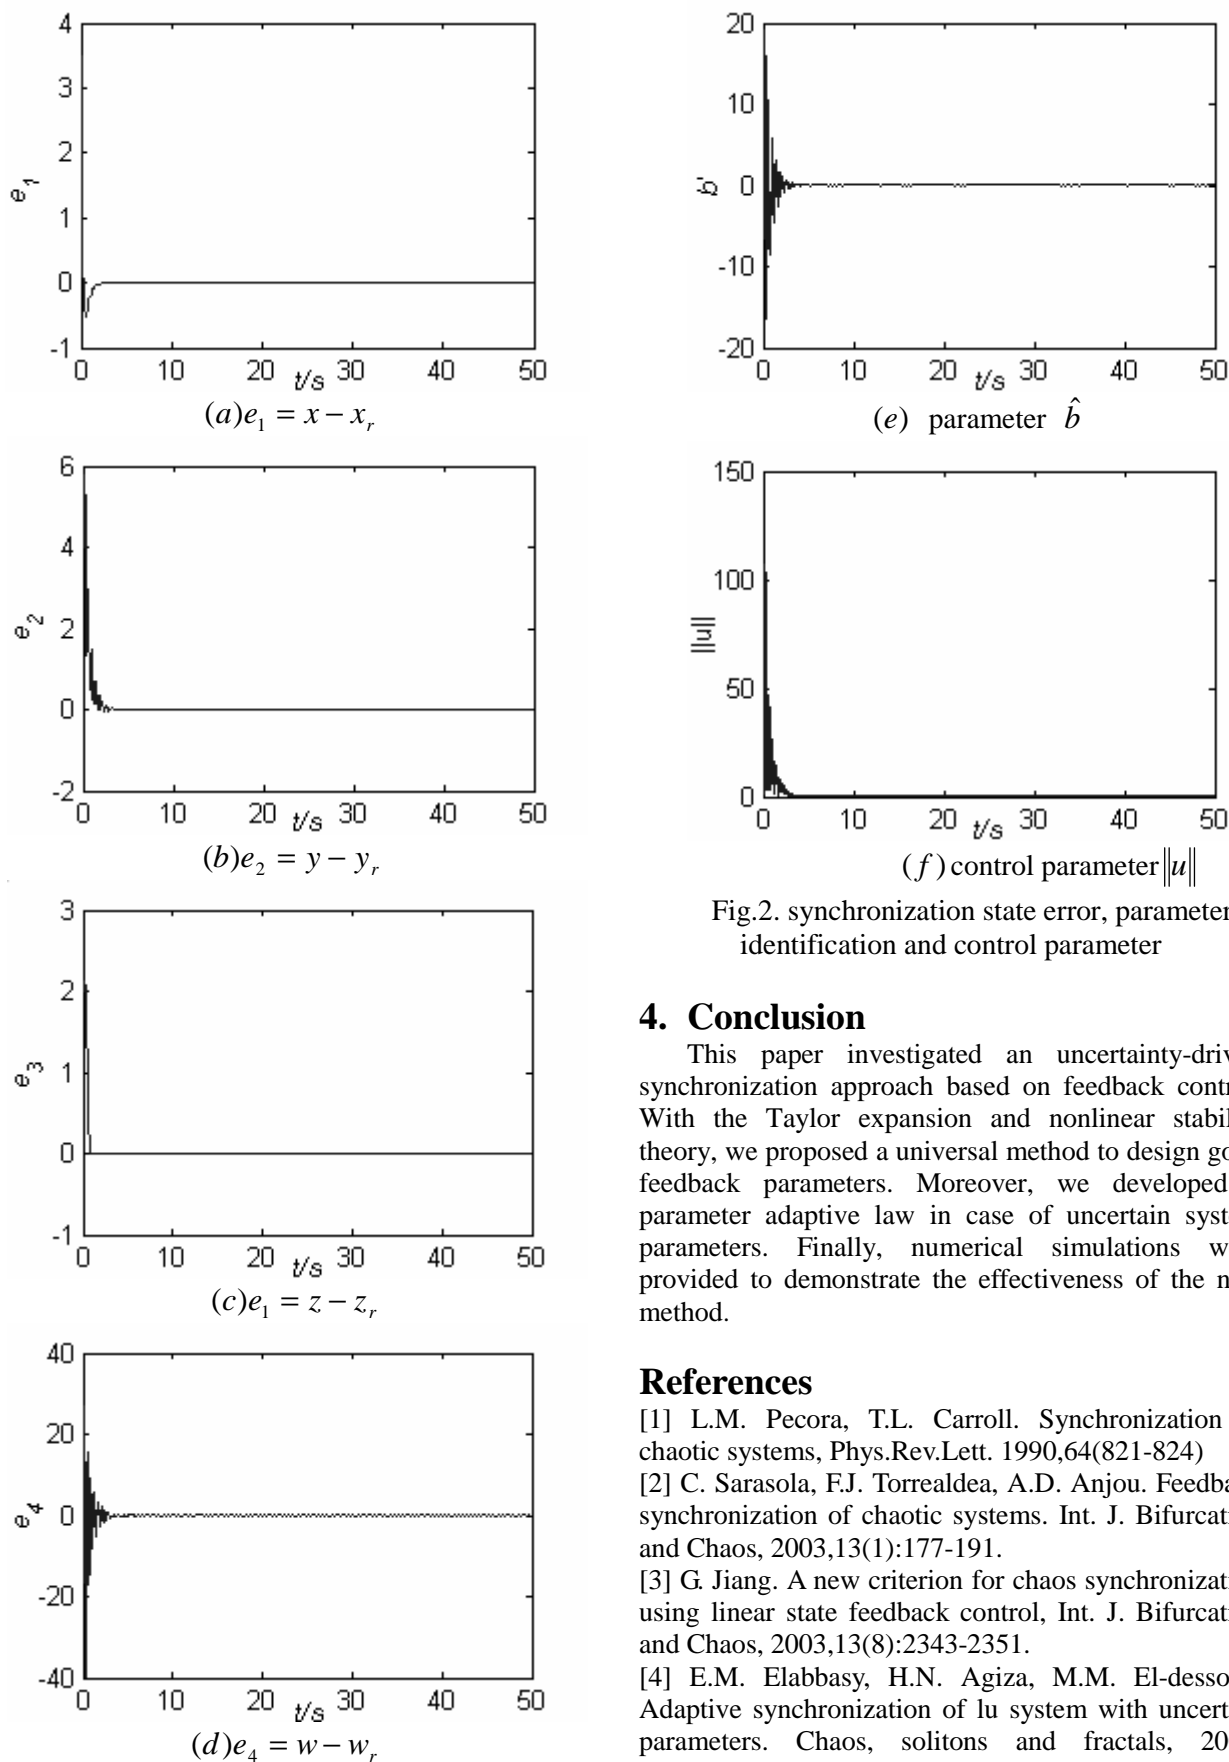 4
3
2
1
0
-1
e1
0 10 20 t/s 30 40 50
(a)e1 = x − xr
6
4
2
0
-2
e2
0 10 20 t/s 30 40 50
(b)e2 = y − yr
3
2
1
0
-1
e3
0 10 20 t/s 30 40 50
(c)e1 = z − zr
40
20
0
-20
-40
e4
0 10 20 t/s 30 40 50
(d)e4 = w − wr
20
10
0
-10
-20
b'
0 10 20 t/s 30 40 50
(e) parameter b̂
150
100
50
0
||u||
0 10 20 t/s 30 40 50
(f) control parameter ‖u‖
Fig.2. synchronization state error, parameter
identification and control parameter
4. Conclusion
This paper investigated an uncertainty-driv
synchronization approach based on feedback contr
With the Taylor expansion and nonlinear stabil
theory, we proposed a universal method to design go
feedback parameters. Moreover, we developed
parameter adaptive law in case of uncertain syst
parameters. Finally, numerical simulations w
provided to demonstrate the effectiveness of the n
method.
References
[1] L.M. Pecora, T.L. Carroll. Synchronization
chaotic systems, Phys.Rev.Lett. 1990,64(821-824)
[2] C. Sarasola, F.J. Torrealdea, A.D. Anjou. Feedba
synchronization of chaotic systems. Int. J. Bifurcati
and Chaos, 2003,13(1):177-191.
[3] G. Jiang. A new criterion for chaos synchronizati
using linear state feedback control, Int. J. Bifurcati
and Chaos, 2003,13(8):2343-2351.
[4] E.M. Elabbasy, H.N. Agiza, M.M. El-desso
Adaptive synchronization of lu system with uncert
parameters. Chaos, solitons and fractals, 20